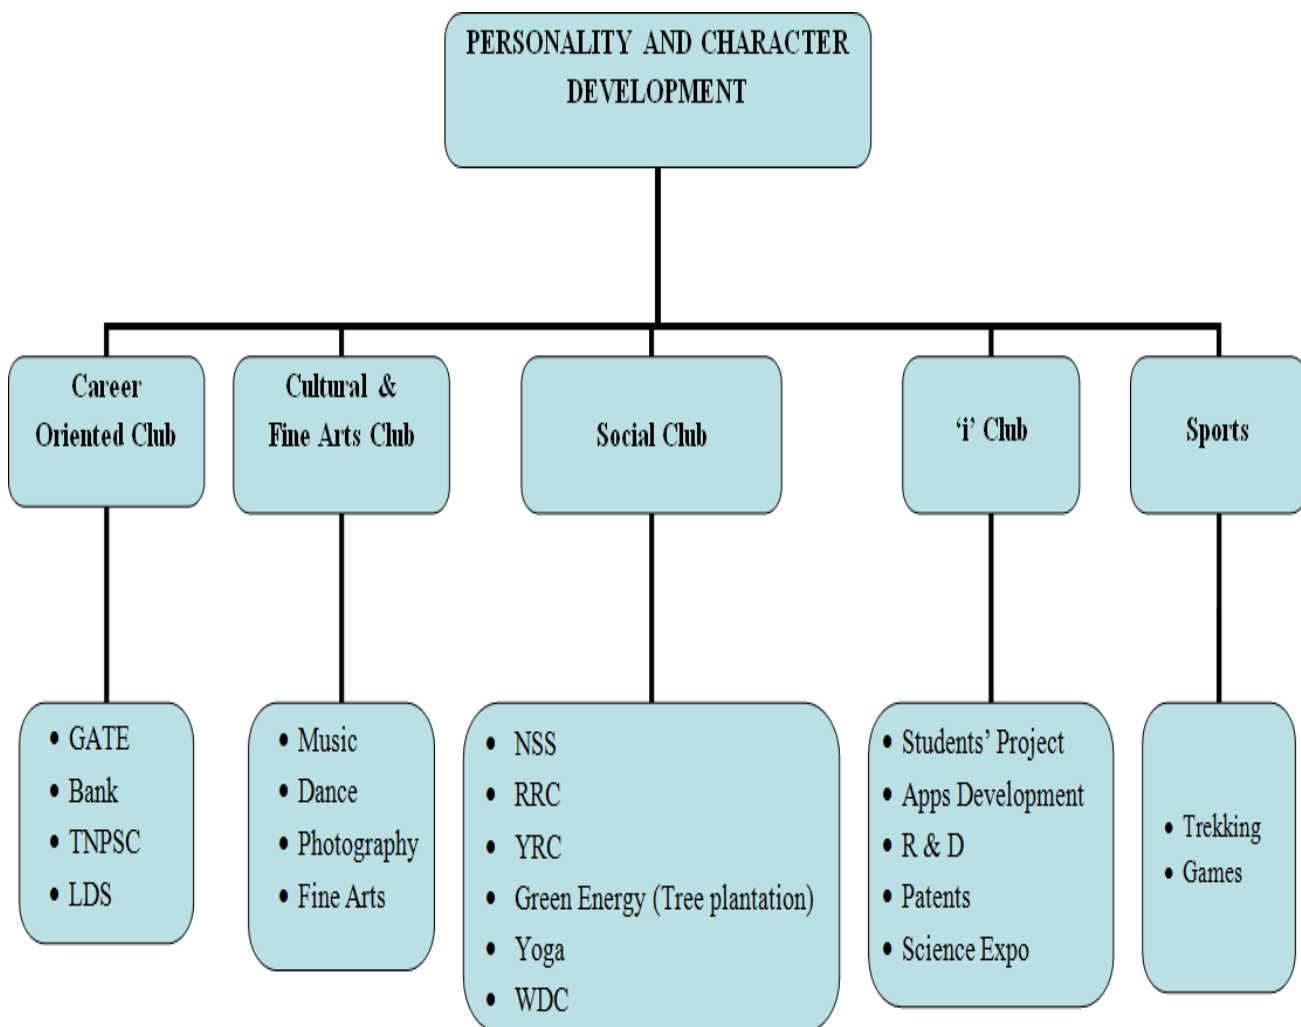 PERSONALITY AND CHARACTER
DEVELOPMENT
Career
Oriented Club
Cultural &
Fine Arts Club
Social Club
‘i’ Club
Sports
• GATE
• Bank
• TNPSC
• LDS
• Music
• Dance
• Photography
• Fine Arts
• NSS
• RRC
• YRC
• Green Energy (Tree plantation)
• Yoga
• WDC
• Students’ Project
• Apps Development
• R & D
• Patents
• Science Expo
• Trekking
• Games